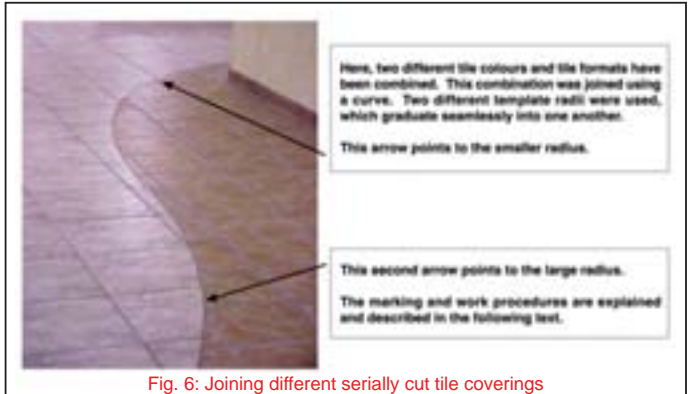 Here, two different tile colours and tile formats have
been combined. This combination was joined using
a curve. Two different template radii were used,
which graduate seamlessly into one another.
This arrow points to the smaller radius.
This second arrow points to the large radius.
The marking and work procedures are explained
and described in the following text.
Fig. 6: Joining different serially cut tile coverings